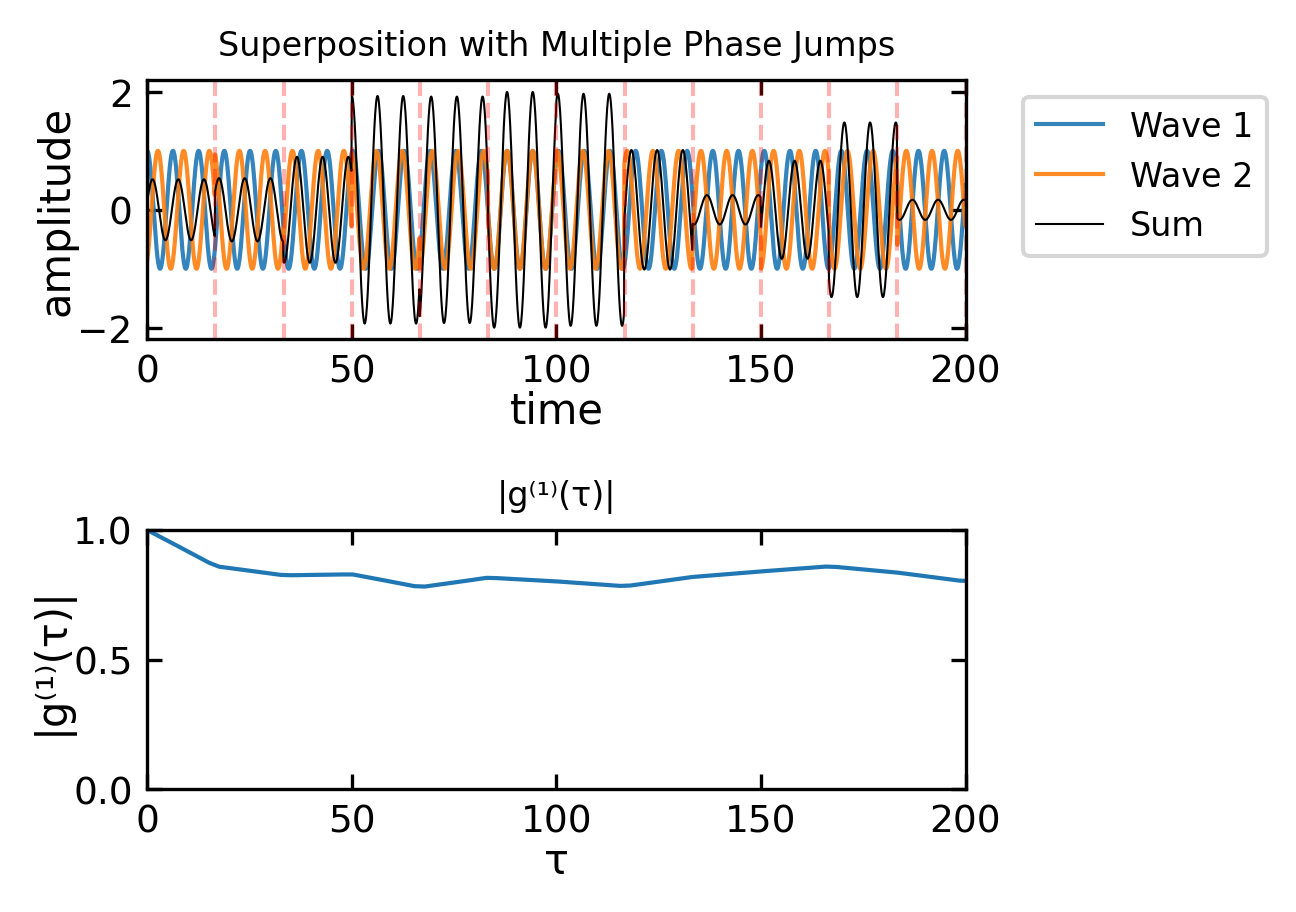 Superposition with Multiple Phase Jumps
amplitude
2
0
−2
0
50
100
150
200
time
Wave 1
Wave 2
Sum
|g⁽¹⁾(τ)|
|g⁽¹⁾(τ)|
1.0
0.5
0.0
0
50
100
150
200
τ